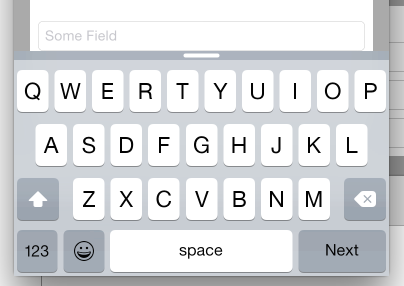 Some Field
Q W E R T Y U I O P
A S D F G H J K L
Z X C V B N M
123 space Next